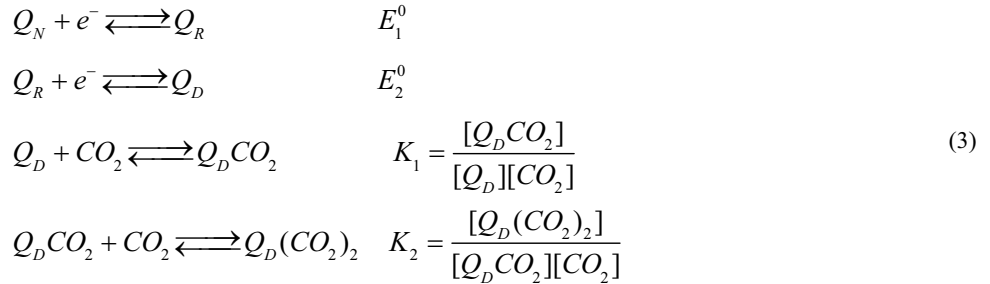 Q_N + e^- ⇌ Q_R E_1^0
Q_R + e^- ⇌ Q_D E_2^0
Q_D + CO_2 ⇌ Q_DCO_2 K_1 = [Q_DCO_2] / [Q_D][CO_2] (3)
Q_DCO_2 + CO_2 ⇌ Q_D(CO_2)_2 K_2 = [Q_D(CO_2)_2] / [Q_DCO_2][CO_2]